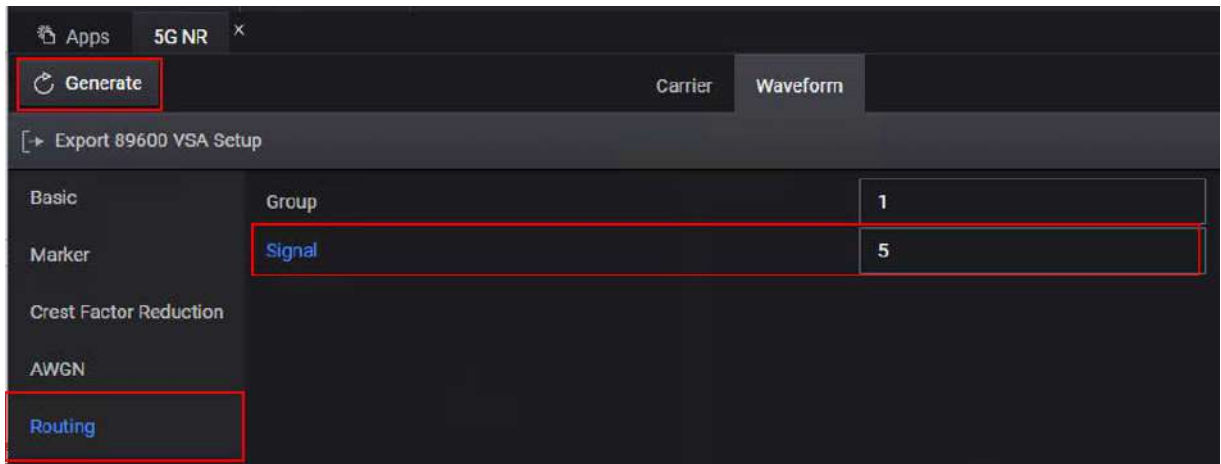 Apps 5G NR ×
Generate Carrier Waveform
Export 89600 VSA Setup
Basic Group 1
Marker Signal 5
Crest Factor Reduction
AWGN
Routing